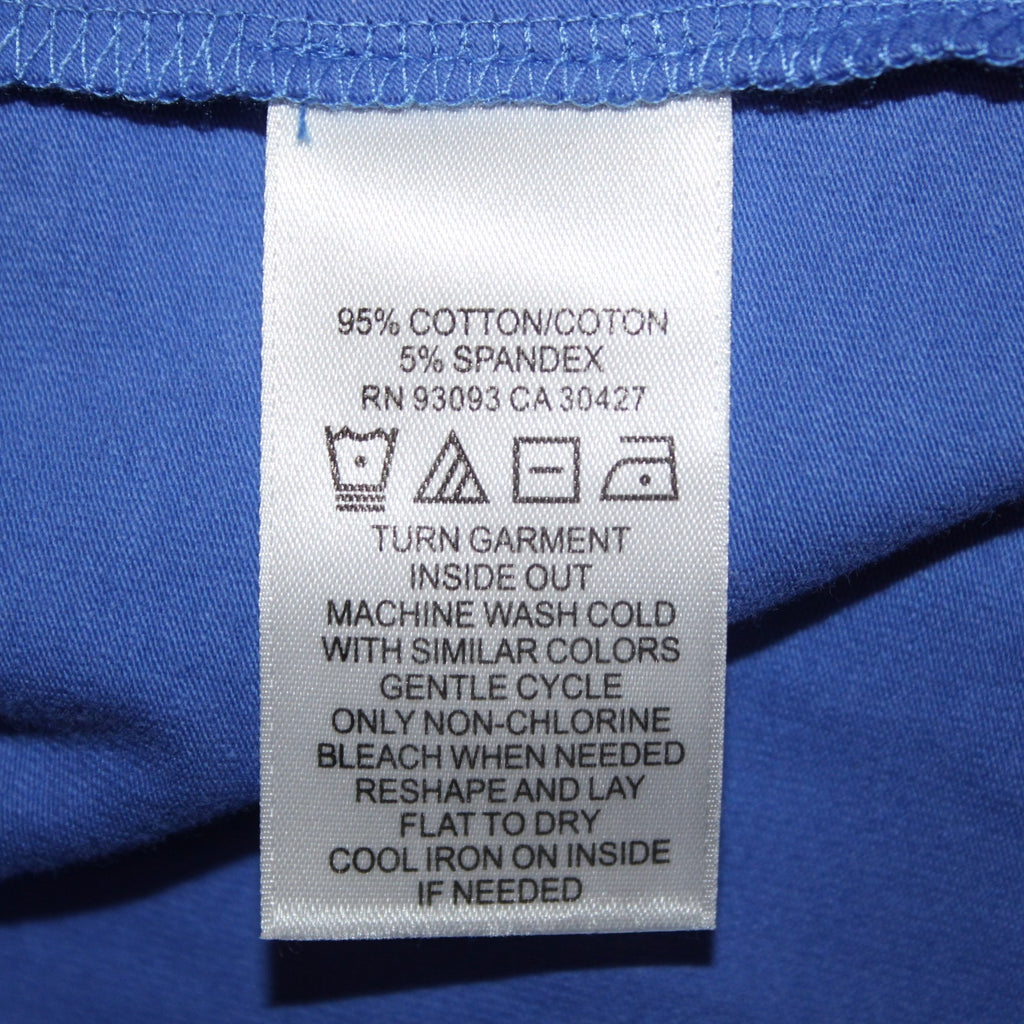 95% COTTON/COTON
5% SPANDEX
RN 93093 CA 30427
TURN GARMENT
INSIDE OUT
MACHINE WASH COLD
WITH SIMILAR COLORS
GENTLE CYCLE
ONLY NON-CHLORINE
BLEACH WHEN NEEDED
RESHAPE AND LAY
FLAT TO DRY
COOL IRON ON INSIDE
IF NEEDED